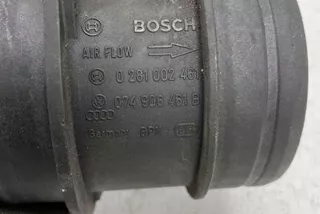 BOSCH
AIR FLOW
0 281 002 461
074 906 461 B
Germany